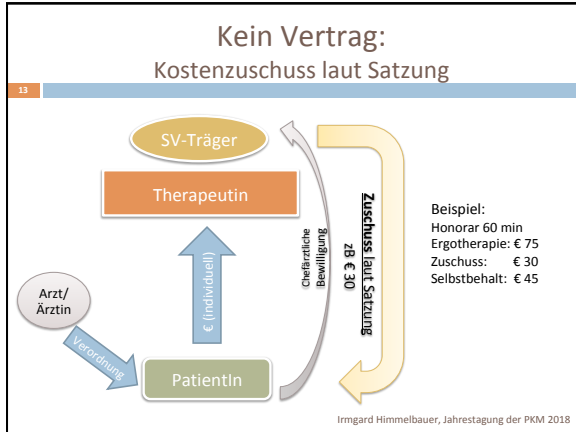 Kein Vertrag:
Kostenzuschuss laut Satzung
13
SV-Träger
Therapeutin
€ (individuell)
Arzt/
Ärztin
Verordnung
PatientIn
Chefärztliche
Bewilligung
Zuschuss laut Satzung
zB € 30
Beispiel:
Honorar 60 min
Ergotherapie: € 75
Zuschuss: € 30
Selbstbehalt: € 45
Irmgard Himmelbauer, Jahrestagung der PKM 2018